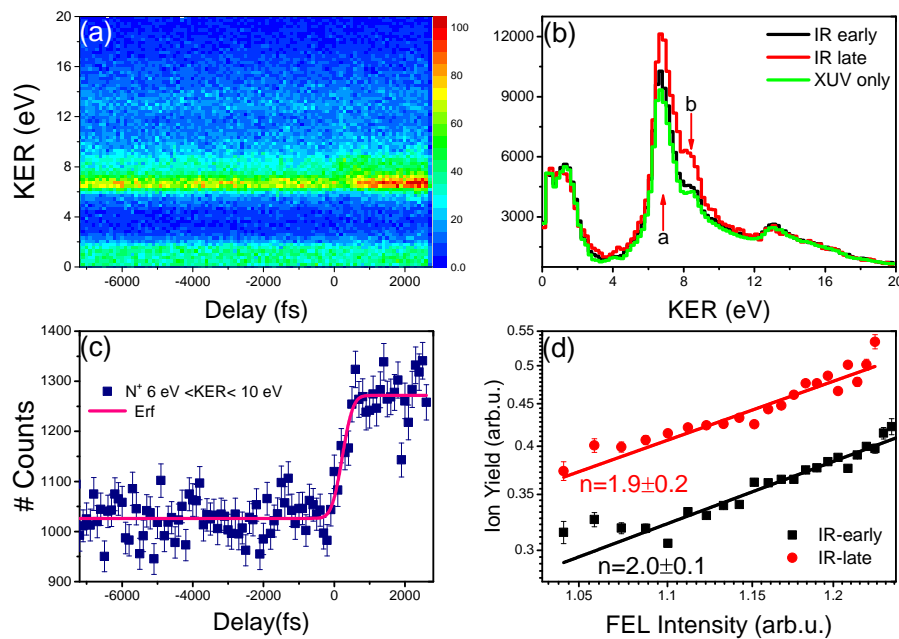 (a)
KER (eV)
20
16
12
8
4
0
-6000 -4000 -2000 0 2000
Delay (fs)
100
80
60
40
20
0.0
(b)
IR early
IR late
XUV only
12000
9000
6000
3000
a
b
0 4 8 12 16 20
KER (eV)
(c)
# Counts
1400
1300
1200
1100
1000
900
N⁺ 6 eV <KER< 10 eV
Erf
-6000 -4000 -2000 0 2000
Delay(fs)
(d)
Ion Yield (arb.u.)
0.55
0.5
0.45
0.4
0.35
0.3
n=1.9±0.2
n=2.0±0.1
IR-early
IR-late
1.05 1.1 1.15 1.2
FEL Intensity (arb.u.)